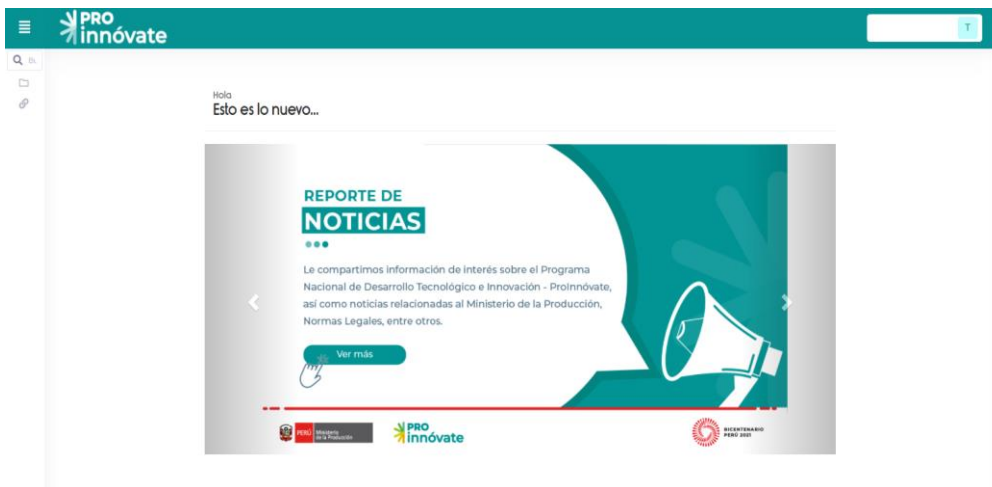 PRO
innóvate
T
Hola
Esto es lo nuevo...
REPORTE DE
NOTICIAS
Le compartimos información de interés sobre el Programa
Nacional de Desarrollo Tecnológico e Innovación - ProInnóvate,
así como noticias relacionadas al Ministerio de la Producción,
Normas Legales, entre otros.
Ver más
PERÚ
Ministerio
de la Producción
PRO
innóvate
BICENTENARIO
PERÚ 2021